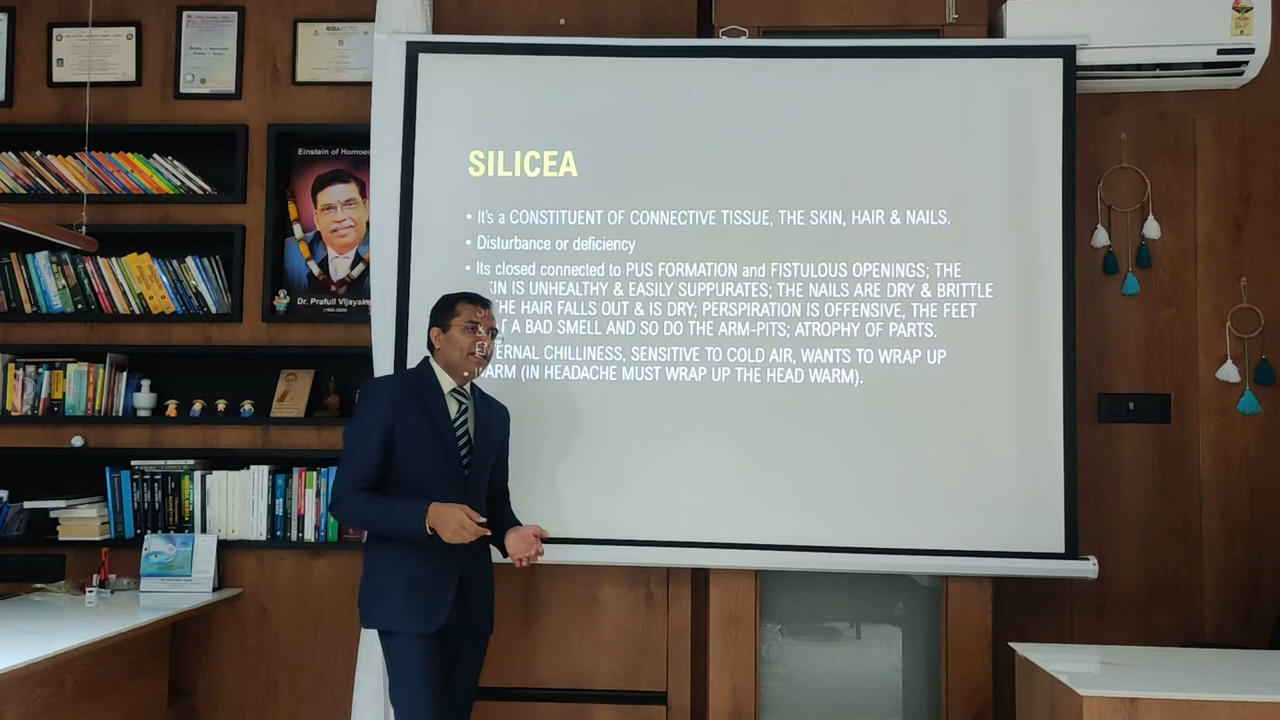 Einstein of Homoeo
Dr. Prafull Vijayak
SILICEA
• It's a CONSTITUENT OF CONNECTIVE TISSUE, THE SKIN, HAIR & NAILS.
• Disturbance or deficiency
• Its closed connected to PUS FORMATION and FISTULOUS OPENINGS; THE
IN IS UNHEALTHY & EASILY SUPPURATES; THE NAILS ARE DRY & BRITTLE
THE HAIR FALLS OUT & IS DRY; PERSPIRATION IS OFFENSIVE, THE FEET
A BAD SMELL AND SO DO THE ARM-PITS; ATROPHY OF PARTS.
CHILLINESS, SENSITIVE TO COLD AIR, WANTS TO WRAP UP
ARM (IN HEADACHE MUST WRAP UP THE HEAD WARM).